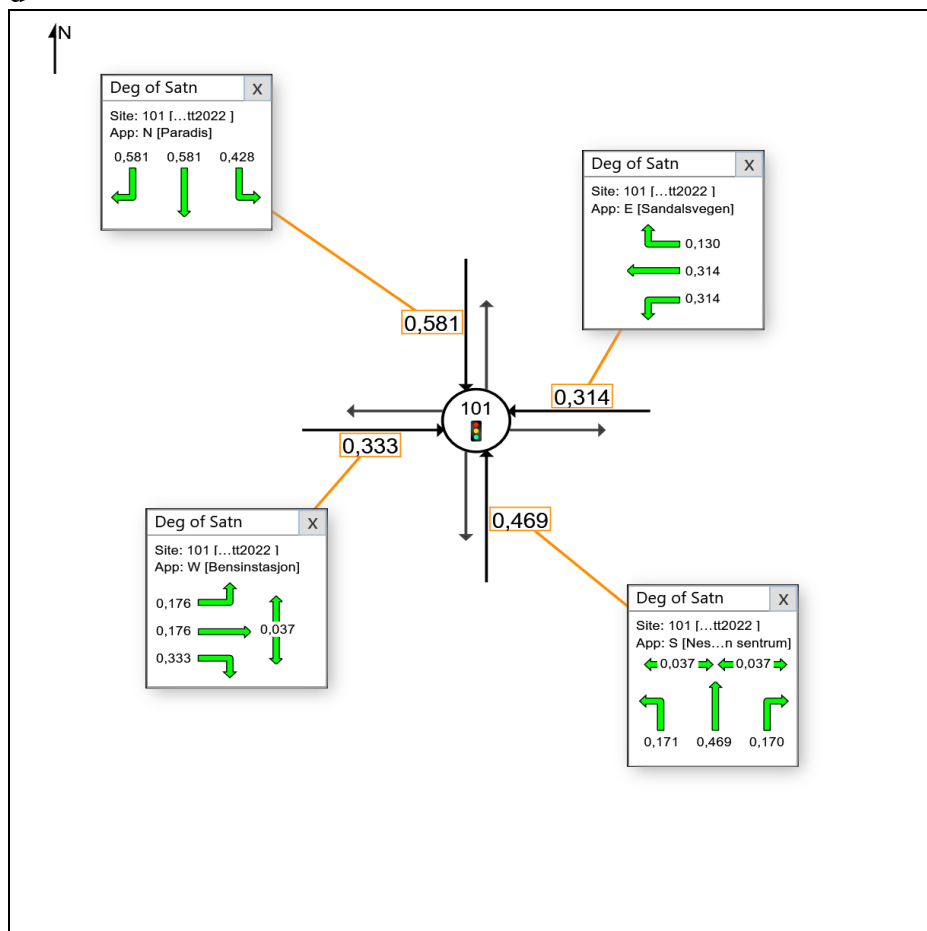 N
Deg of Satn X
Site: 101 [...tt2022 ]
App: N [Paradis]
0,581 0,581 0,428
Deg of Satn X
Site: 101 [...tt2022 ]
App: E [Sandalsvegen]
0,130
0,314
0,314
0,581
0,314
101
0,333
0,469
Deg of Satn X
Site: 101 [...tt2022 ]
App: W [Bensinstasjon]
0,176
0,176 0,037
0,333
Deg of Satn X
Site: 101 [...tt2022 ]
App: S [Nes...n sentrum]
0,037 0,037
0,171 0,469 0,170